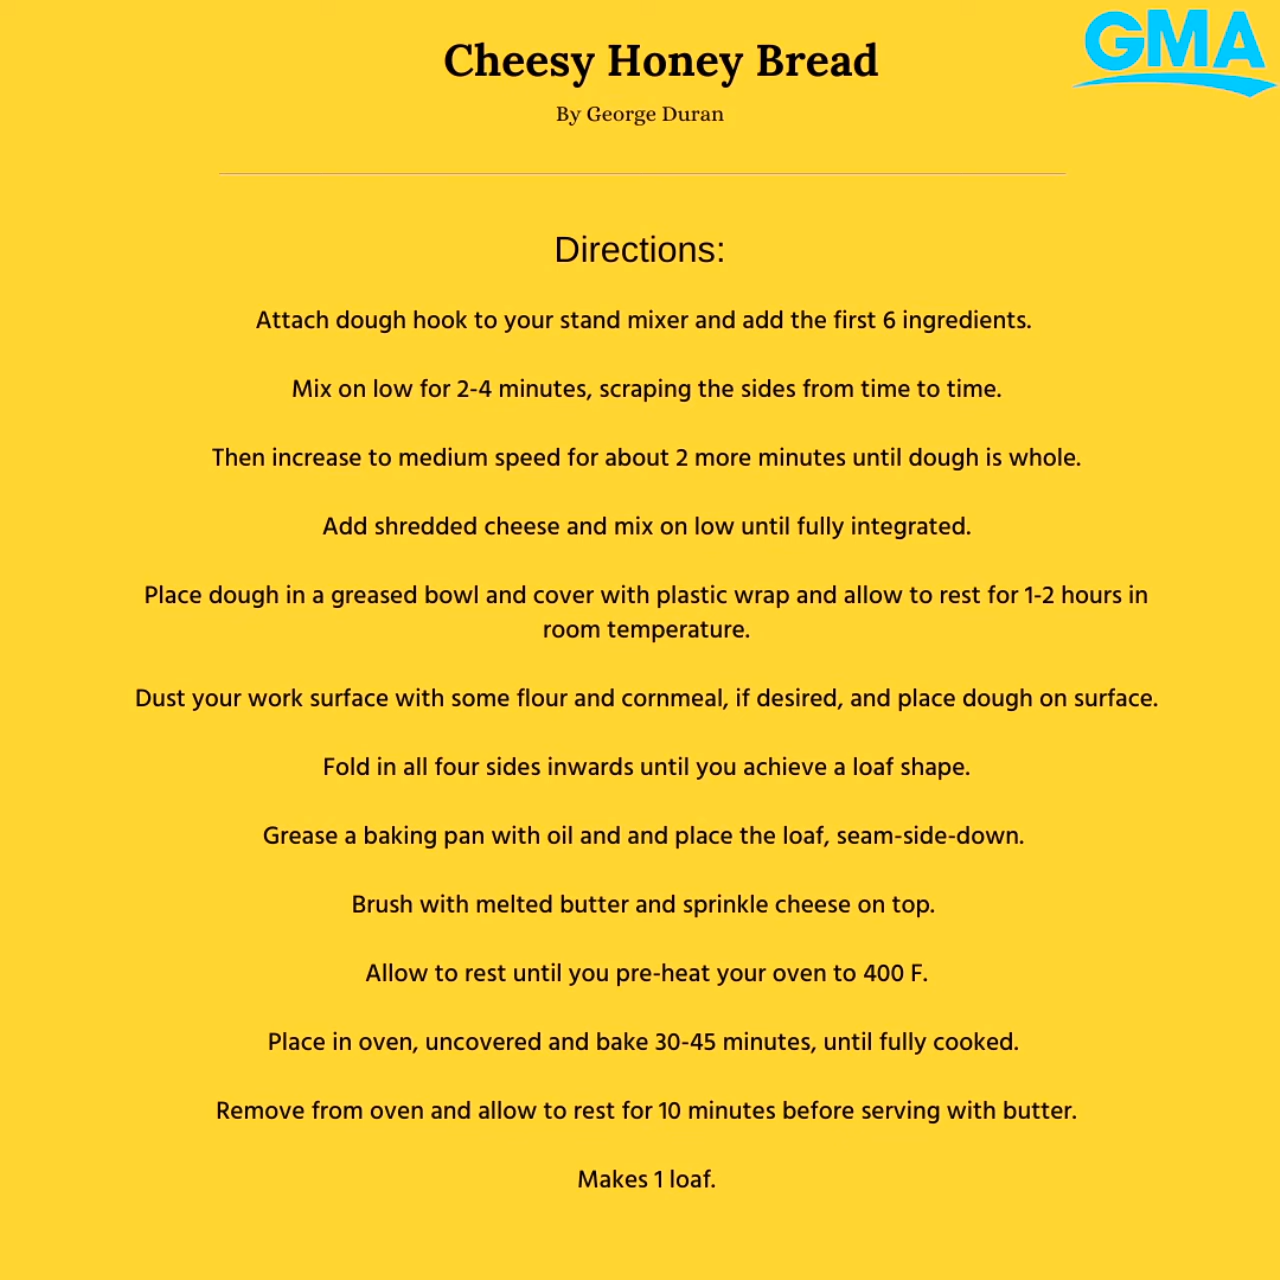 GMA
Cheesy Honey Bread
By George Duran
Directions:
Attach dough hook to your stand mixer and add the first 6 ingredients.
Mix on low for 2-4 minutes, scraping the sides from time to time.
Then increase to medium speed for about 2 more minutes until dough is whole.
Add shredded cheese and mix on low until fully integrated.
Place dough in a greased bowl and cover with plastic wrap and allow to rest for 1-2 hours in
room temperature.
Dust your work surface with some flour and cornmeal, if desired, and place dough on surface.
Fold in all four sides inwards until you achieve a loaf shape.
Grease a baking pan with oil and and place the loaf, seam-side-down.
Brush with melted butter and sprinkle cheese on top.
Allow to rest until you pre-heat your oven to 400 F.
Place in oven, uncovered and bake 30-45 minutes, until fully cooked.
Remove from oven and allow to rest for 10 minutes before serving with butter.
Makes 1 loaf.